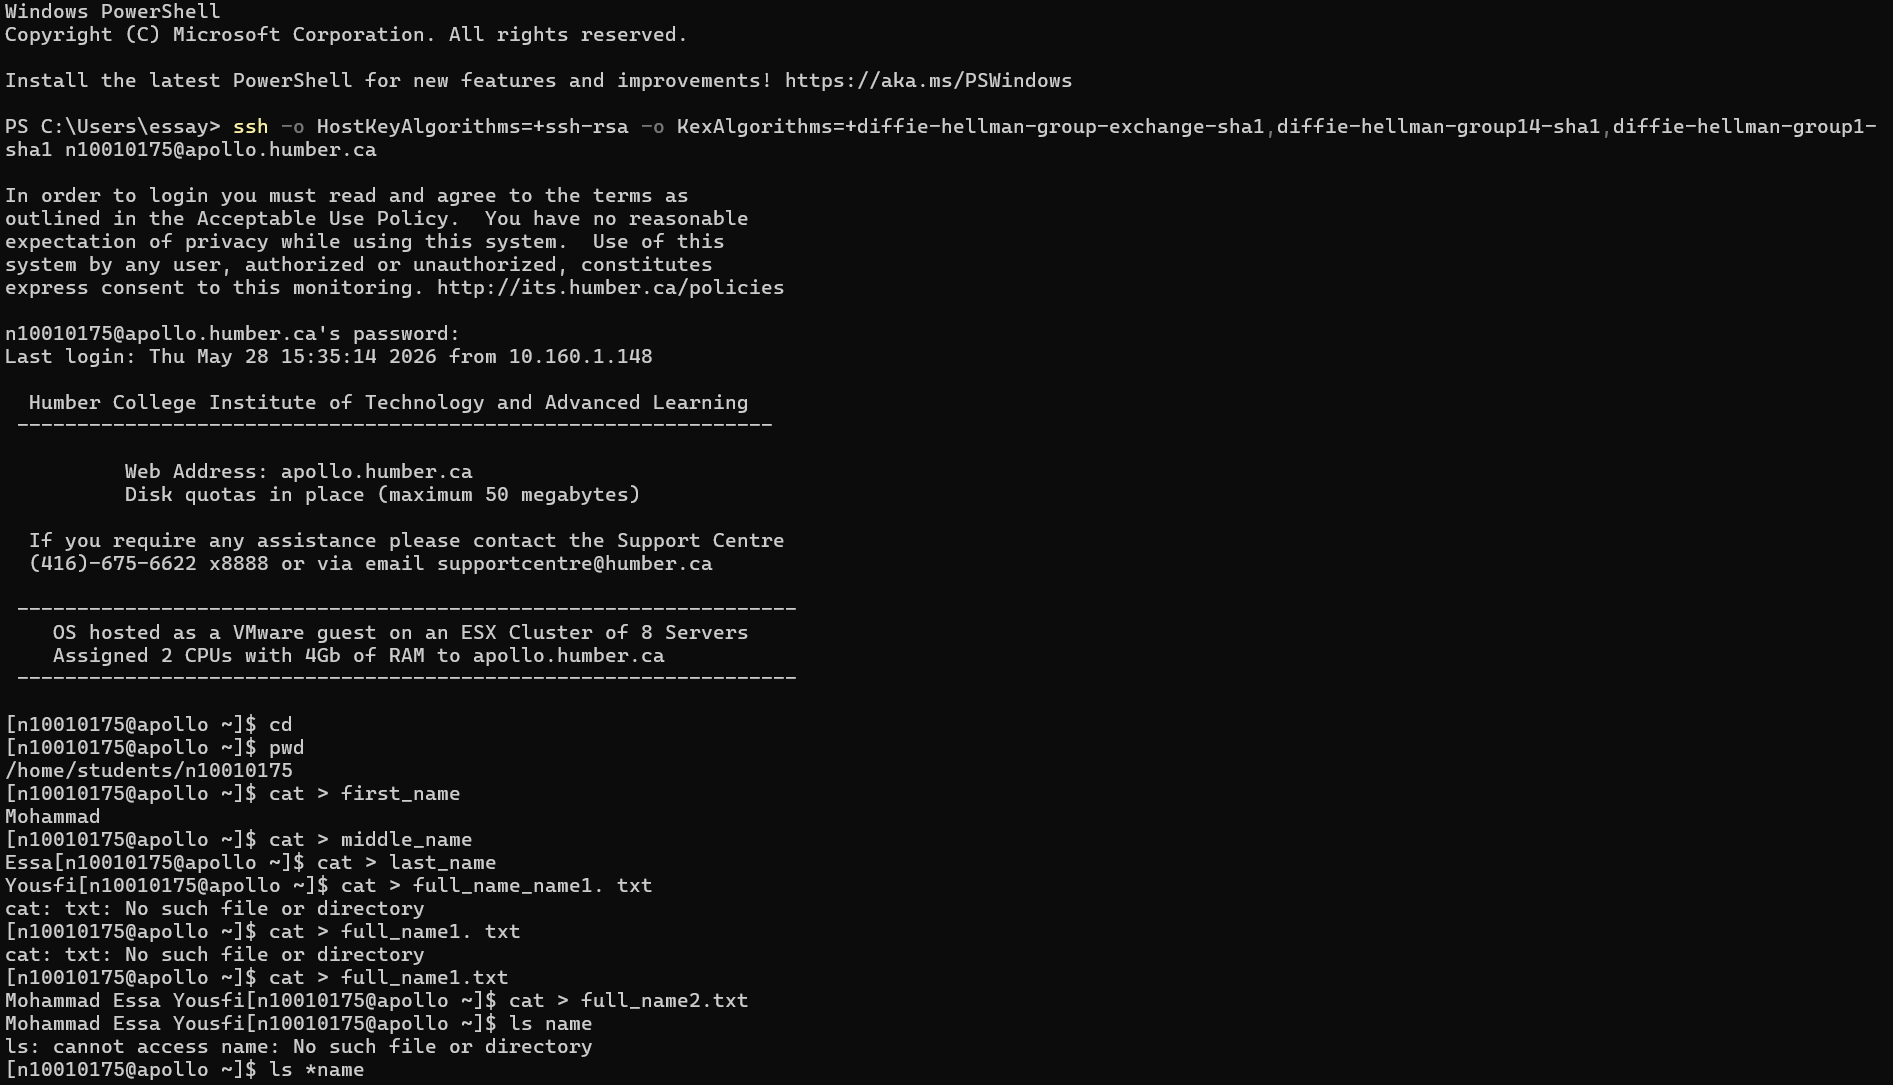 Windows PowerShell
Copyright (C) Microsoft Corporation. All rights reserved.
Install the latest PowerShell for new features and improvements! https://aka.ms/PSWindows
PS C:\Users\essay> ssh -o HostKeyAlgorithms=+ssh-rsa -o KexAlgorithms=+diffie-hellman-group-exchange-sha1,diffie-hellman-group14-sha1,diffie-hellman-group1-
sha1 n10010175@apollo.humber.ca
In order to login you must read and agree to the terms as
outlined in the Acceptable Use Policy.  You have no reasonable
expectation of privacy while using this system.  Use of this
system by any user, authorized or unauthorized, constitutes
express consent to this monitoring. http://its.humber.ca/policies
n10010175@apollo.humber.ca's password:
Last login: Thu May 28 15:35:14 2026 from 10.160.1.148
Humber College Institute of Technology and Advanced Learning
---------------------------------------------------------------
Web Address: apollo.humber.ca
Disk quotas in place (maximum 50 megabytes)
If you require any assistance please contact the Support Centre
(416)-675-6622 x8888 or via email supportcentre@humber.ca
-----------------------------------------------------------------
OS hosted as a VMware guest on an ESX Cluster of 8 Servers
Assigned 2 CPUs with 4Gb of RAM to apollo.humber.ca
-----------------------------------------------------------------
[n10010175@apollo ~]$ cd
[n10010175@apollo ~]$ pwd
/home/students/n10010175
[n10010175@apollo ~]$ cat > first_name
Mohammad
[n10010175@apollo ~]$ cat > middle_name
Essa[n10010175@apollo ~]$ cat > last_name
Yousfi[n10010175@apollo ~]$ cat > full_name_name1. txt
cat: txt: No such file or directory
[n10010175@apollo ~]$ cat > full_name1. txt
cat: txt: No such file or directory
[n10010175@apollo ~]$ cat > full_name1.txt
Mohammad Essa Yousfi[n10010175@apollo ~]$ cat > full_name2.txt
Mohammad Essa Yousfi[n10010175@apollo ~]$ ls name
ls: cannot access name: No such file or directory
[n10010175@apollo ~]$ ls *name